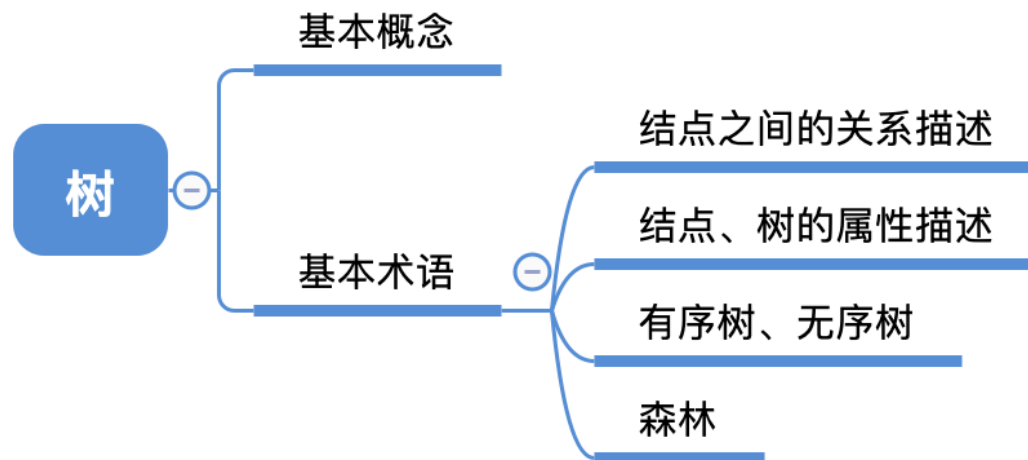 树
基本概念
基本术语
结点之间的关系描述
结点、树的属性描述
有序树、无序树
森林